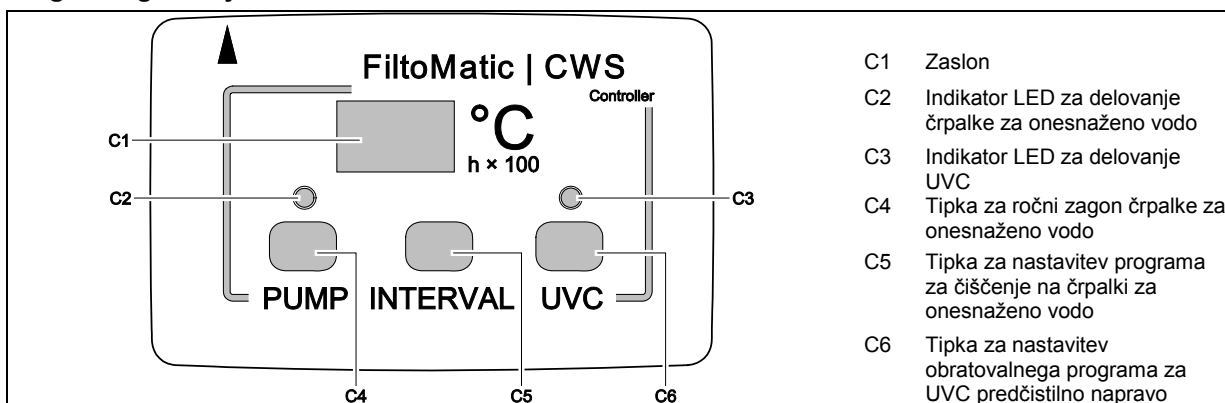 FiltoMatic | CWS
Controller
°C
h × 100
C1
C2
C3
PUMP INTERVAL UVC
C4 C5 C6
C1 Zaslon
C2 Indikator LED za delovanje
črpalke za onesnaženo vodo
C3 Indikator LED za delovanje
UVC
C4 Tipka za ročni zagon črpalke za
onesnaženo vodo
C5 Tipka za nastavitev programa
za čiščenje na črpalki za
onesnaženo vodo
C6 Tipka za nastavitev
obratovalnega programa za
UVC predčistilno napravo